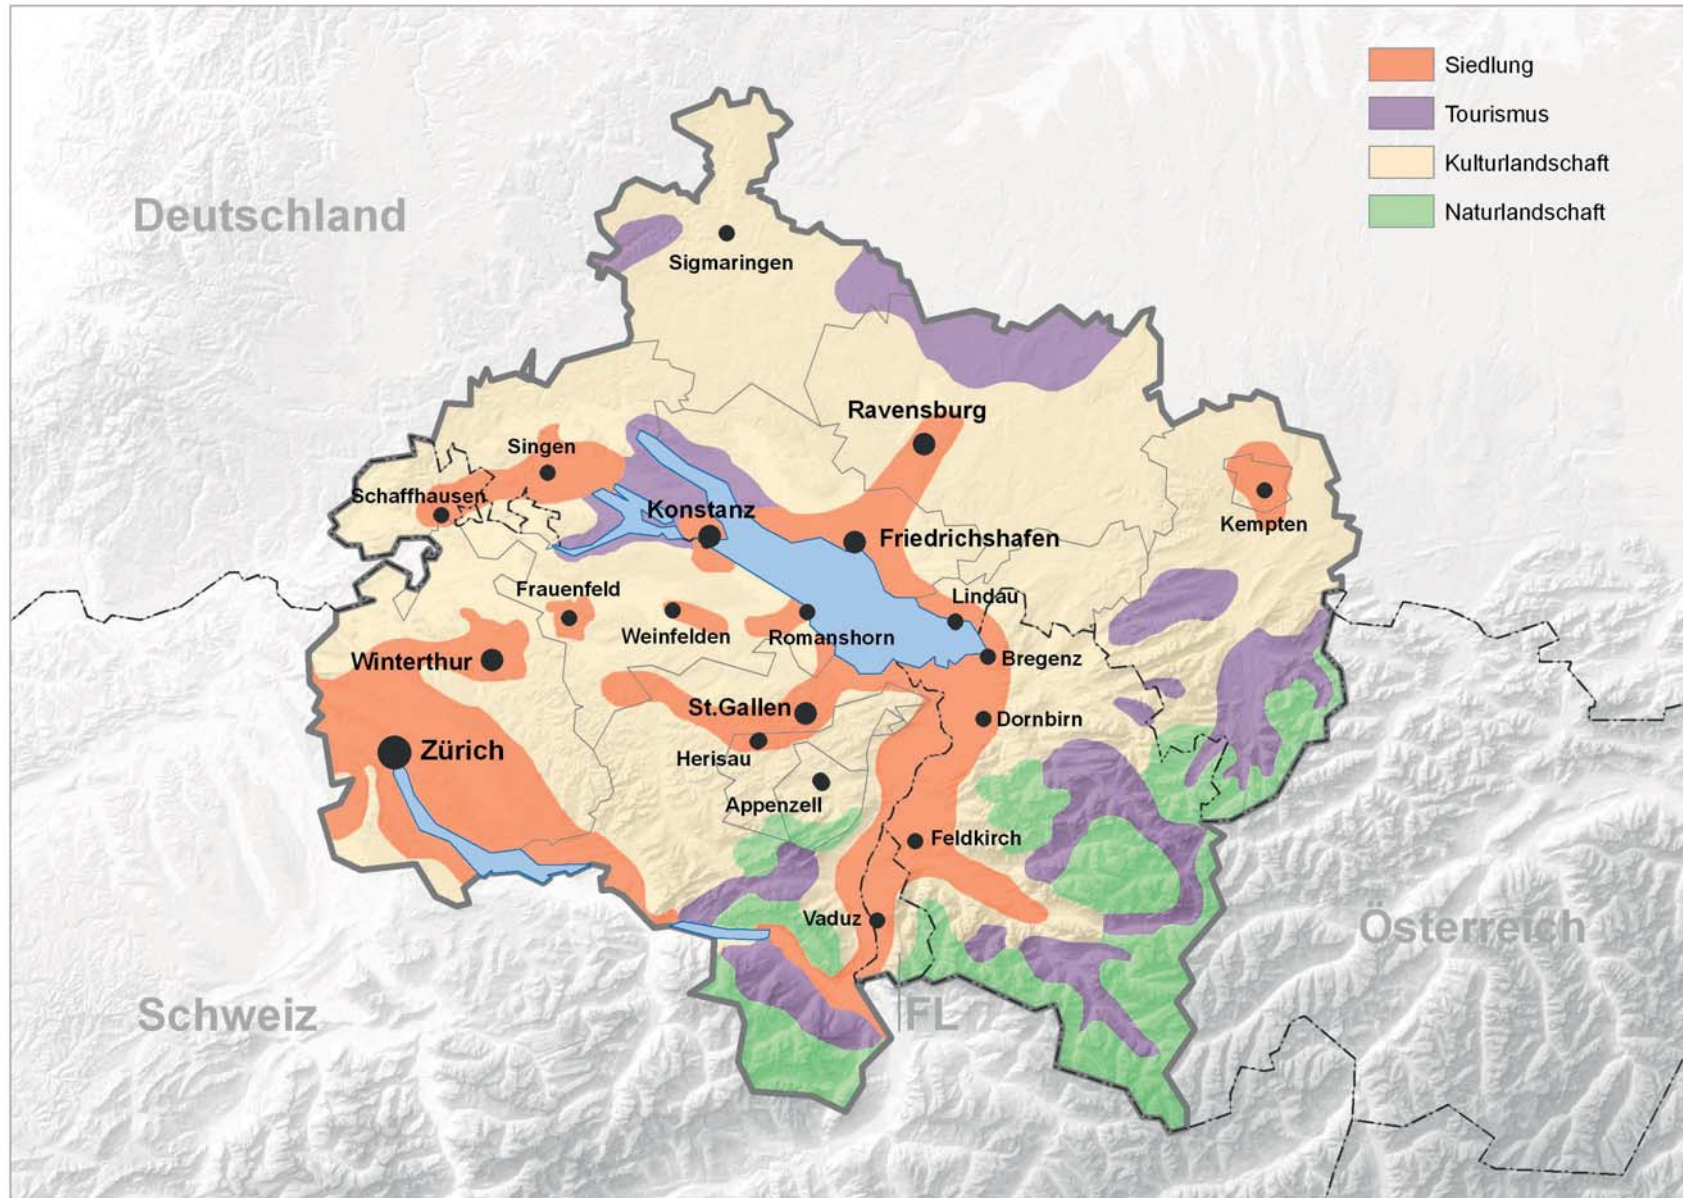 Siedlung
Tourismus
Kulturlandschaft
Naturlandschaft
Deutschland
Sigmaringen
Ravensburg
Singen
Schaffhausen
Konstanz
Kempten
Friedrichshafen
Frauenfeld
Lindau
Weinfelden
Romanshorn
Winterthur
Bregenz
St.Gallen
Dornbirn
Zürich
Herisau
Appenzell
Feldkirch
Vaduz
Österreich
Schweiz
FL